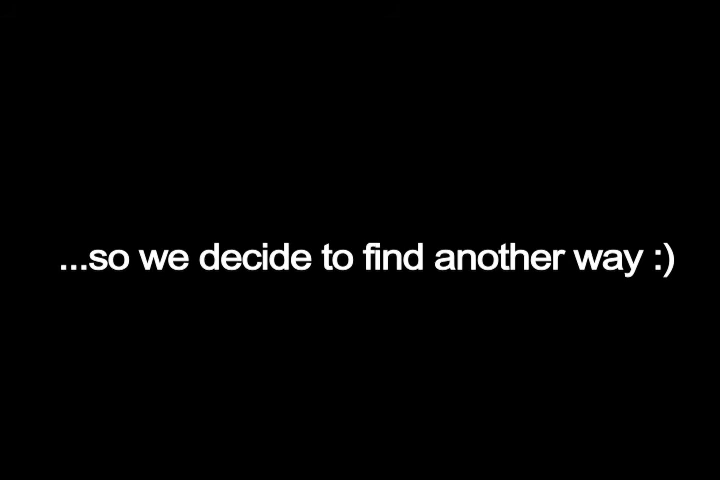 ...so we decide to find another way :)